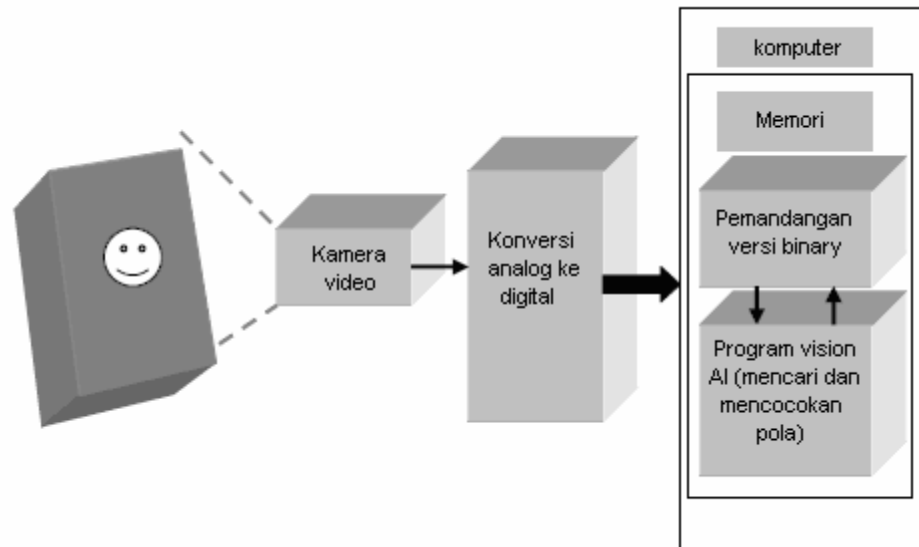 Kamera
video
Konversi
analog ke
digital
komputer
Memori
Pemandangan
versi binary
Program vision
AI (mencari dan
mencocokan
pola)